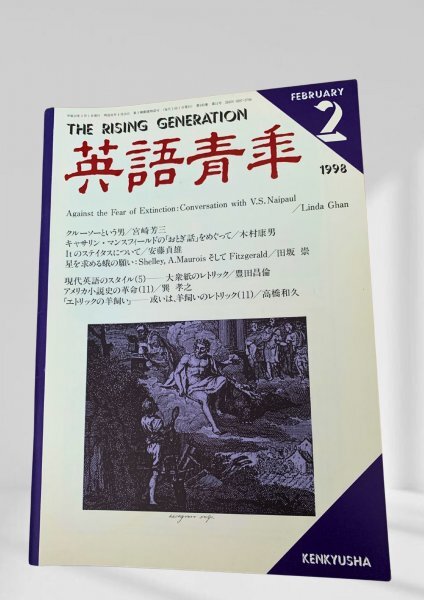 FEBRUARY
2
1998
THE RISING GENERATION
英語青年
Against the Fear of Extinction: Conversation with V.S. Naipaul
/Linda Ghan
クルーソーという男/宮崎芳三
キャサリン・マンスフィールドの「おとぎ話」をめぐって/木村康男
Itのステイタスについて/安藤貞雄
星を求める蛾の願い: Shelley, A.Maurois そして Fitzgerald/田坂 崇
現代英語のスタイル(5)── 大衆紙のレトリック/豊田昌倫
アメリカ小説史の革命(11)/巽 孝之
「エトリックの羊飼い」── 或いは、羊飼いのレトリック(11)/高橋和久
KENKYUSHA